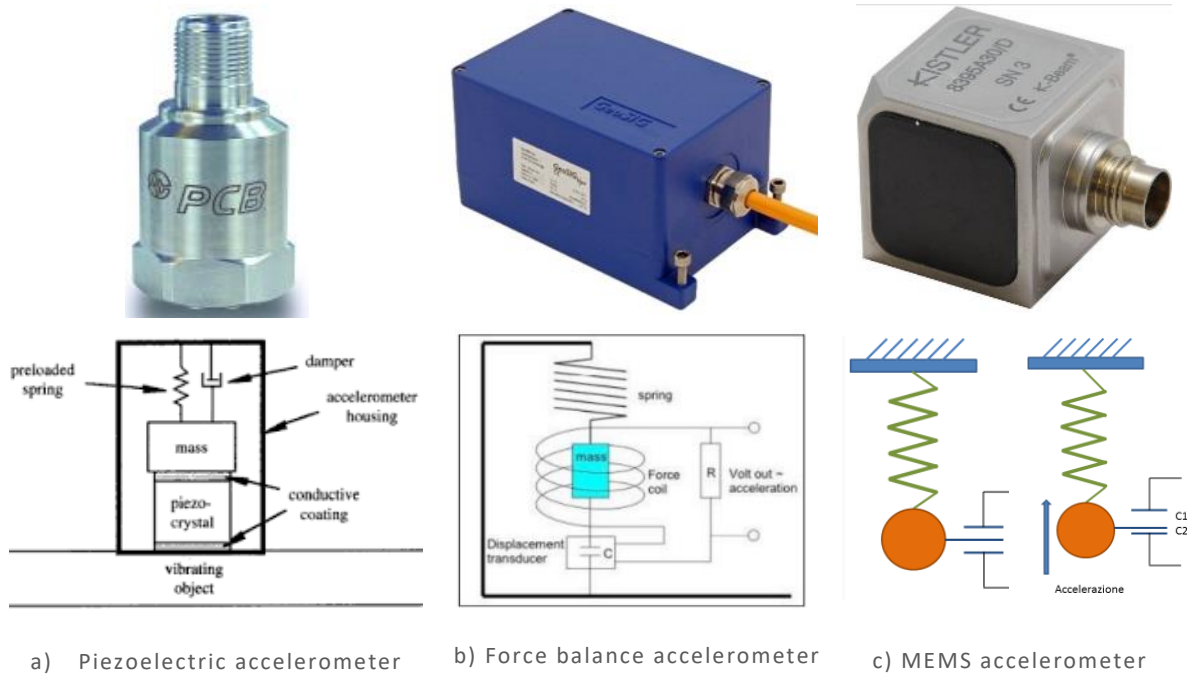 PCB
GeoSIG
GeoSIG
KISTLER
8395A30/D
SN 3
CE K-Beam®
preloaded
spring
damper
accelerometer
housing
mass
conductive
coating
piezo-
crystal
vibrating
object
spring
mass
Force
coil
R
Volt out ~
acceleration
Displacement
transducer
C
C1
C2
Accelerazione
a) Piezoelectric accelerometer
b) Force balance accelerometer
c) MEMS accelerometer